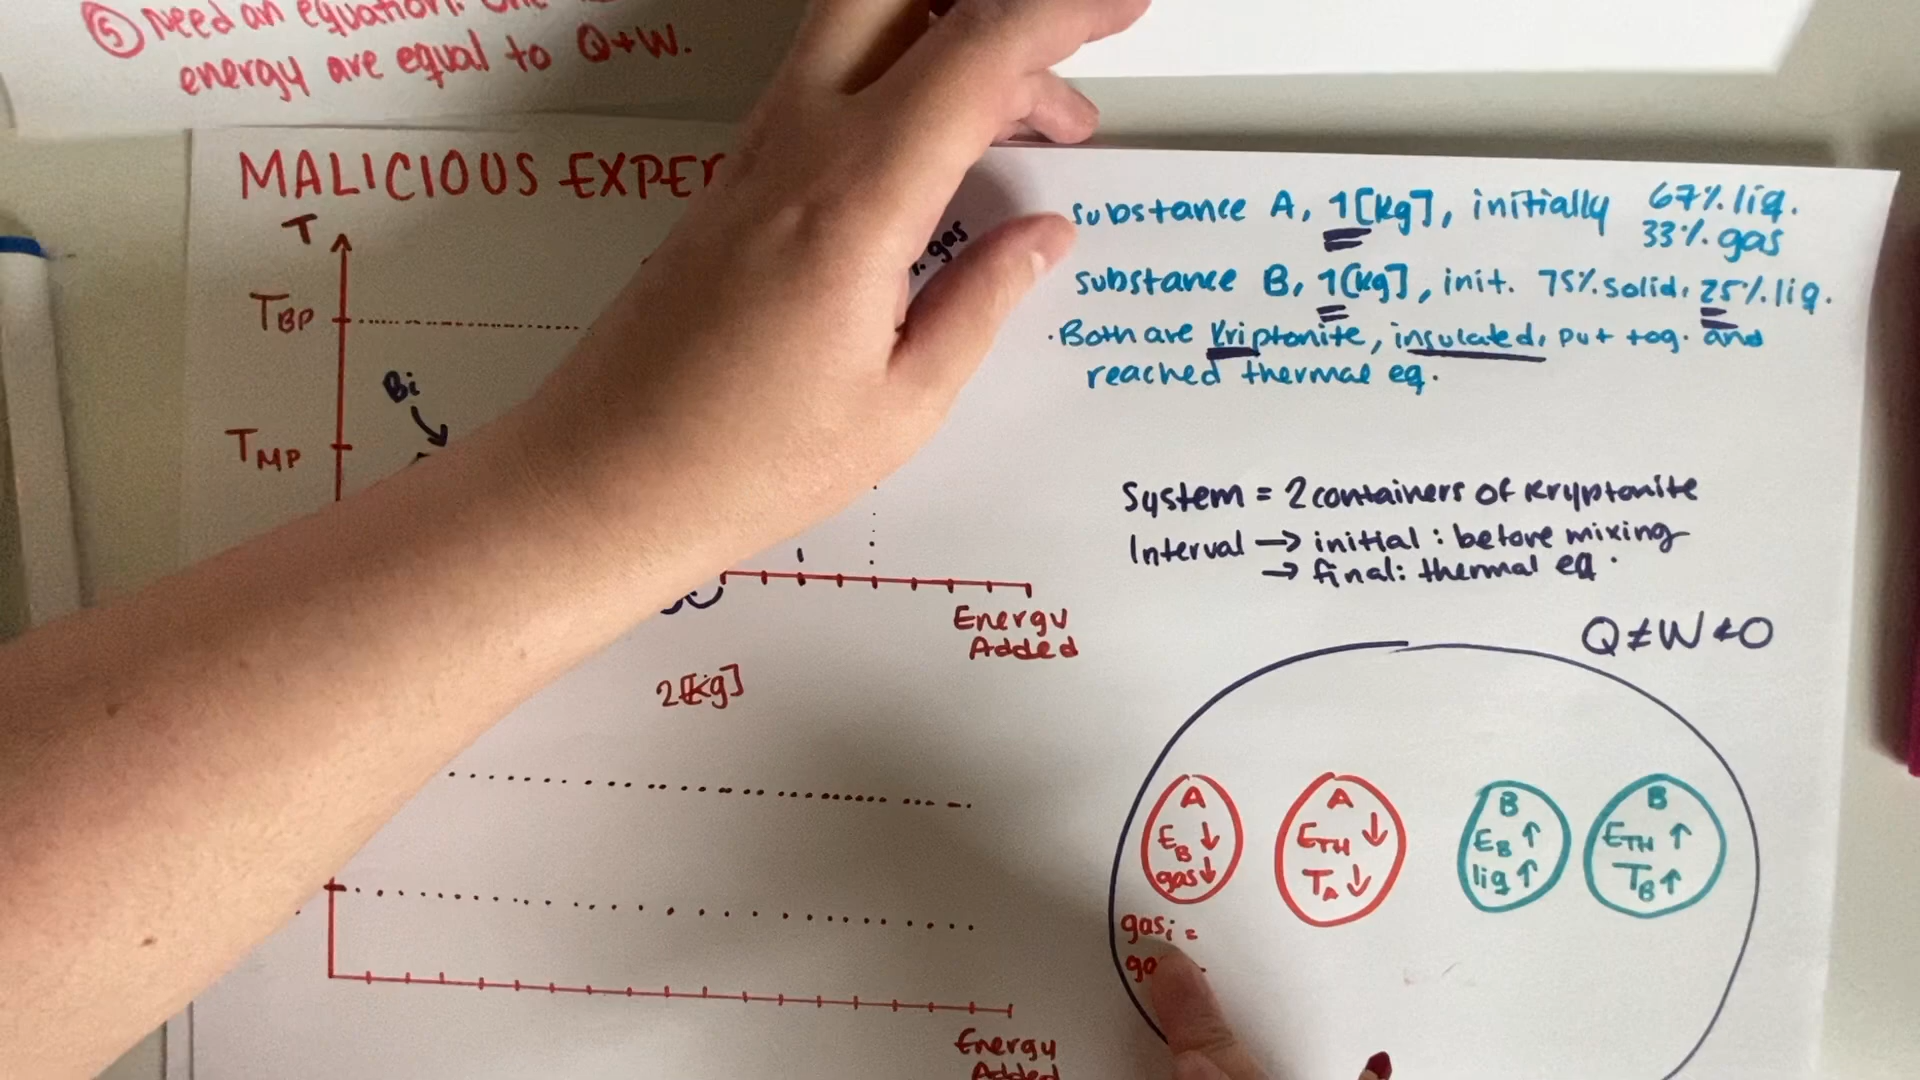 ⑤ Need an equation.
energy are equal to Q+W.
MALICIOUS
T
TBP
Bi
TMP
gas
Energy
Added
2[kg]
Energy
Added
substance A, 1[kg], initially 67% liq.
33% gas
substance B, 1[kg], init. 75% solid, 25% liq.
· Both are kriptonite, insulated, put tog. and
reached thermal eq.
System = 2 containers of kryptonite
Interval → initial : before mixing
→ final: thermal eq.
A
EB ↓
gas ↓
A
ETH ↓
TA ↓
B
EB ↑
liq ↑
B
ETH ↑
TB ↑
gasi =